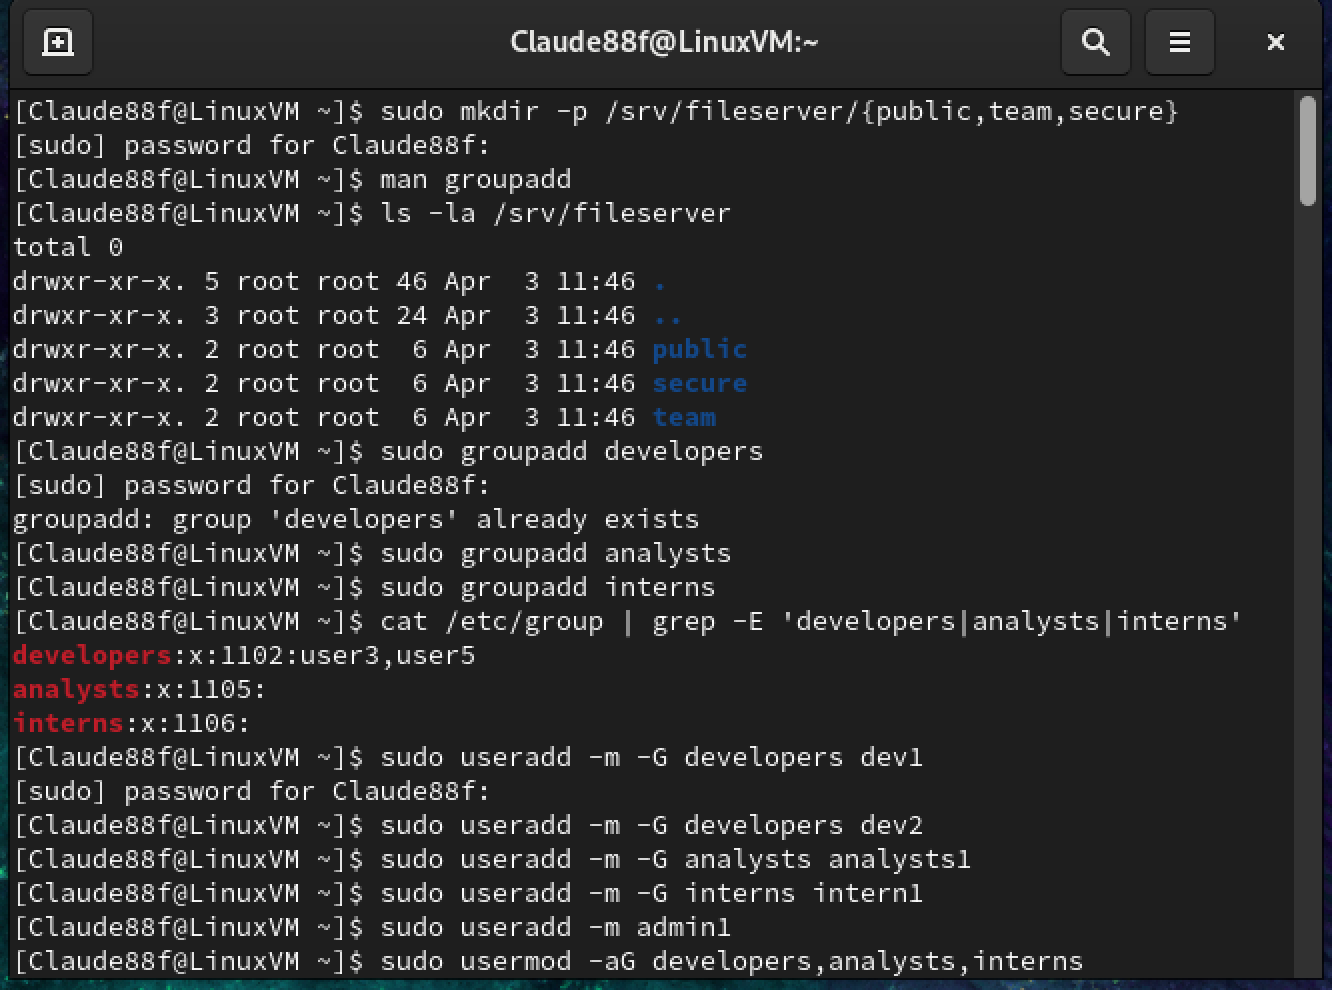 Claude88f@LinuxVM:~
[Claude88f@LinuxVM ~]$ sudo mkdir -p /srv/fileserver/{public,team,secure}
[sudo] password for Claude88f:
[Claude88f@LinuxVM ~]$ man groupadd
[Claude88f@LinuxVM ~]$ ls -la /srv/fileserver
total 0
drwxr-xr-x. 5 root root 46 Apr  3 11:46 .
drwxr-xr-x. 3 root root 24 Apr  3 11:46 ..
drwxr-xr-x. 2 root root  6 Apr  3 11:46 public
drwxr-xr-x. 2 root root  6 Apr  3 11:46 secure
drwxr-xr-x. 2 root root  6 Apr  3 11:46 team
[Claude88f@LinuxVM ~]$ sudo groupadd developers
[sudo] password for Claude88f:
groupadd: group 'developers' already exists
[Claude88f@LinuxVM ~]$ sudo groupadd analysts
[Claude88f@LinuxVM ~]$ sudo groupadd interns
[Claude88f@LinuxVM ~]$ cat /etc/group | grep -E 'developers|analysts|interns'
developers:x:1102:user3,user5
analysts:x:1105:
interns:x:1106:
[Claude88f@LinuxVM ~]$ sudo useradd -m -G developers dev1
[sudo] password for Claude88f:
[Claude88f@LinuxVM ~]$ sudo useradd -m -G developers dev2
[Claude88f@LinuxVM ~]$ sudo useradd -m -G analysts analysts1
[Claude88f@LinuxVM ~]$ sudo useradd -m -G interns intern1
[Claude88f@LinuxVM ~]$ sudo useradd -m admin1
[Claude88f@LinuxVM ~]$ sudo usermod -aG developers,analysts,interns